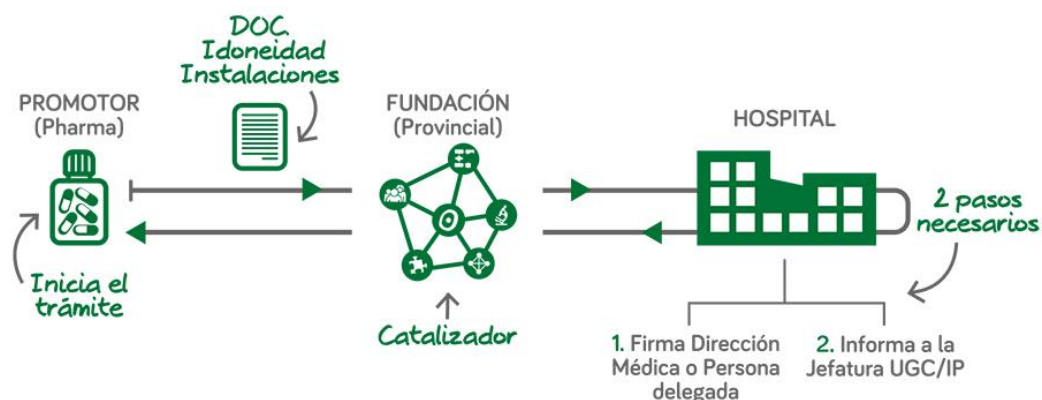 DOC.
Idoneidad
Instalaciones
PROMOTOR
(Pharma)
FUNDACIÓN
(Provincial)
HOSPITAL
2 pasos
necesarios
Inicia el
trámite
Catalizador
1. Firma Dirección
Médica o Persona
delegada
2. Informa a la
Jefatura UGC/IP